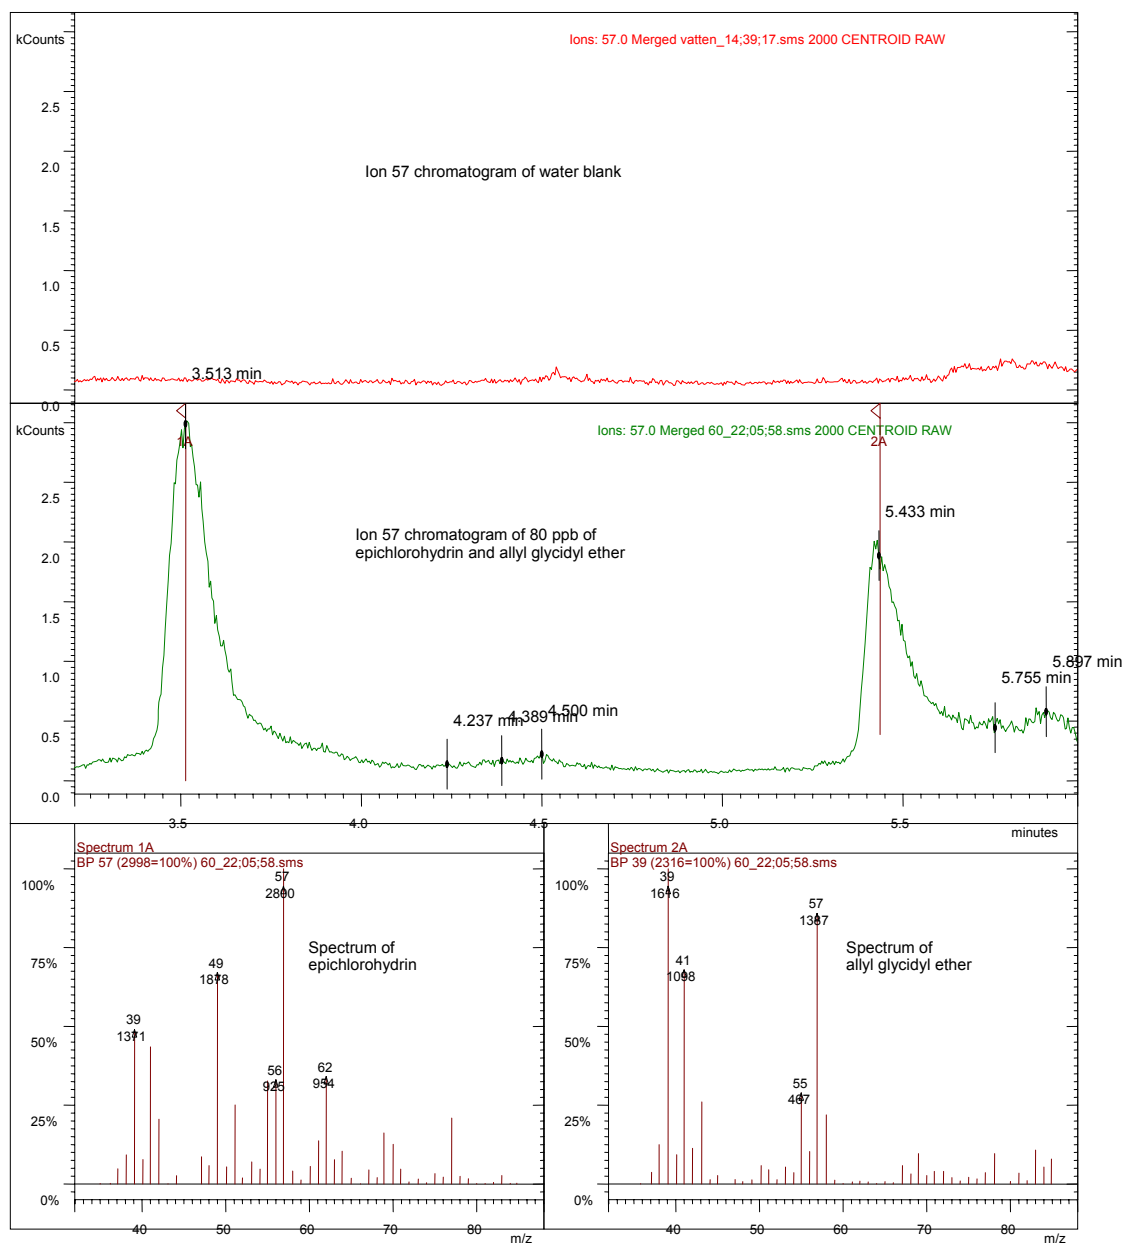 kCounts
Ions: 57.0 Merged vatten_14;39;17.sms 2000 CENTROID RAW
2.5
2.0
Ion 57 chromatogram of water blank
1.5
1.0
0.5
3.513 min
0.0
kCounts
Ions: 57.0 Merged 60_22;05;58.sms 2000 CENTROID RAW
1A
2A
2.5
5.433 min
2.0
Ion 57 chromatogram of 80 ppb of
epichlorohydrin and allyl glycidyl ether
1.5
1.0
5.897 min
5.755 min
0.5
4.237 min
4.389 min
4.500 min
0.0
3.5
4.0
4.5
5.0
5.5
minutes
Spectrum 1A
BP 57 (2998=100%) 60_22;05;58.sms
100%
57
2800
Spectrum of
epichlorohydrin
75%
49
1878
50%
39
1371
56
925
62
954
25%
0%
40
50
60
70
80
m/z
Spectrum 2A
BP 39 (2316=100%) 60_22;05;58.sms
100%
39
1616
57
1387
Spectrum of
allyl glycidyl ether
75%
41
1098
50%
55
467
25%
0%
40
50
60
70
80
m/z